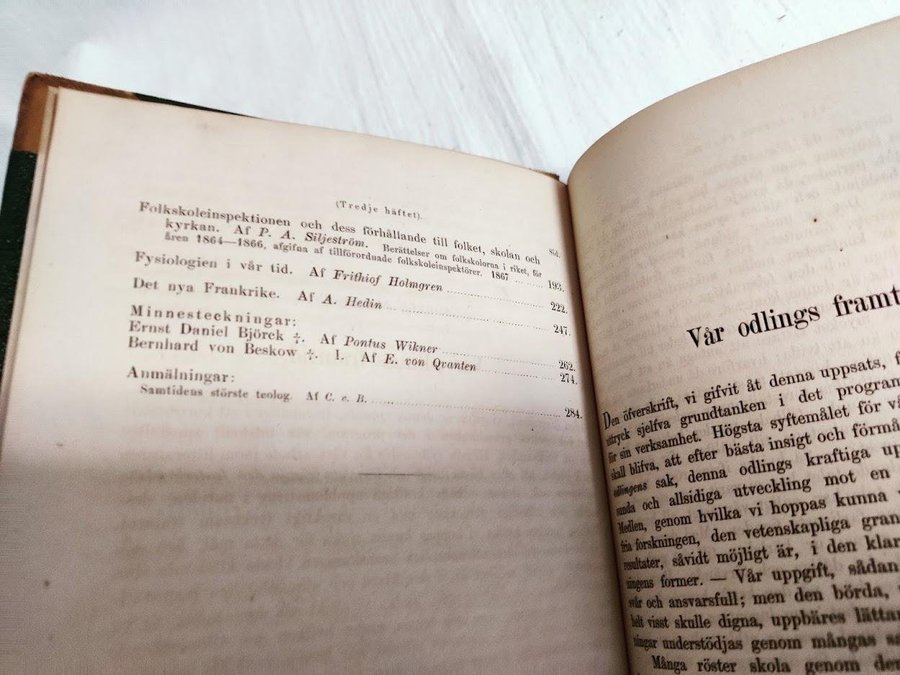 (Tredje häftet).
Sid.
Folkskoleinspektionen och dess förhållande till folket, skolan och
kyrkan. Af P. A. Siljeström. Berättelser om folkskolorna i riket, för
åren 1864—1866, afgifna af tillförordnade folkskoleinspektörer. 1867 ........ 193.
Fysiologien i vår tid. Af Frithiof Holmgren ........ 222.
Det nya Frankrike. Af A. Hedin ........ 247.
Minnesteckningar:
Ernst Daniel Björck ‡. Af Pontus Wikner ........ 262.
Bernhard von Beskow ‡. 1. Af E. von Qvanten ........ 274.
Anmälningar:
Samtidens störste teolog. Af C. e. B. ........ 284.
Vår odlings framt
Den öfverskrift, vi gifvit åt denna uppsats, f
uttryck sjelfva grundtanken i det program
för sin verksamhet. Högsta syftemålet för vå
skall blifva, att efter bästa insigt och förmå
odlingens sak, denna odlings kraftiga up
sunda och allsidiga utveckling mot en
Medlen, genom hvilka vi hoppas kunna v
fria forskningen, den vetenskapliga gran
resultater, såvidt möjligt är, i den klar
ningens former. — Vår uppgift, sådan
svår och ansvarsfull; men den börda,
helt visst skulle digna, uppbäres lättar
ningar understödjas genom mångas sa
Många röster skola genom den